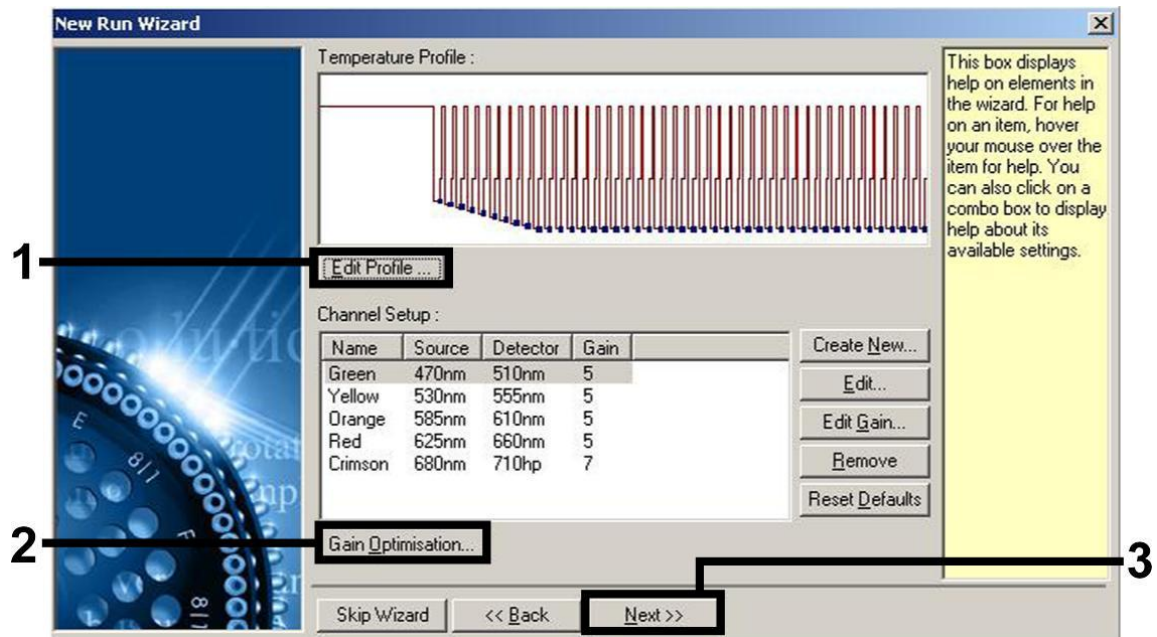 New Run Wizard
Temperature Profile :
This box displays
help on elements in
the wizard. For help
on an item, hover
your mouse over the
item for help. You
can also click on a
combo box to display
help about its
available settings.
1
Edit Profile ...
Channel Setup :
Name Source Detector Gain
Green 470nm 510nm 5
Yellow 530nm 555nm 5
Orange 585nm 610nm 5
Red 625nm 660nm 5
Crimson 680nm 710hp 7
Create New...
Edit...
Edit Gain...
Remove
Reset Defaults
2
Gain Optimisation...
3
Skip Wizard
<< Back
Next >>